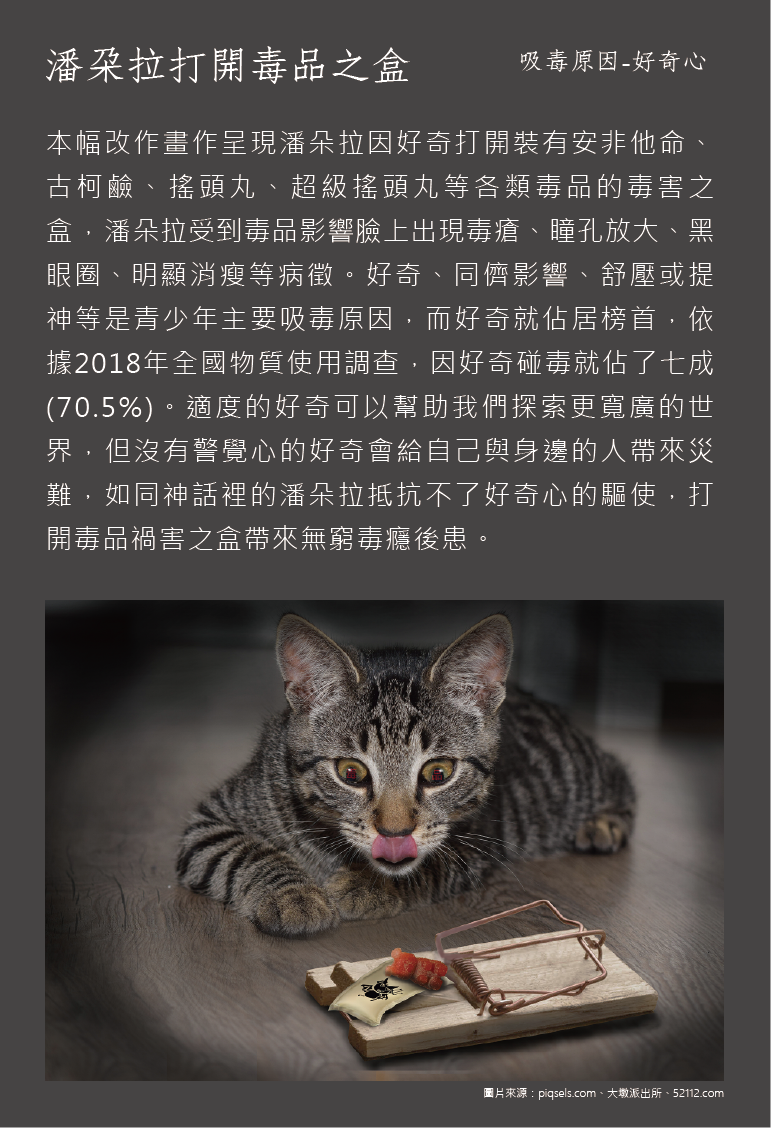 潘朶拉打開毒品之盒
吸毒原因-好奇心
本幅改作畫作呈現潘朵拉因好奇打開裝有安非他命、
古柯鹼、搖頭丸、超級搖頭丸等各類毒品的毒害之
盒，潘朵拉受到毒品影響臉上出現毒瘡、瞳孔放大、黑
眼圈、明顯消瘦等病徵。好奇、同儕影響、舒壓或提
神等是青少年主要吸毒原因，而好奇就佔居榜首，依
據2018年全國物質使用調查，因好奇碰毒就佔了七成
(70.5%)。適度的好奇可以幫助我們探索更寬廣的世
界，但沒有警覺心的好奇會給自己與身邊的人帶來災
難，如同神話裡的潘朵拉抵抗不了好奇心的驅使，打
開毒品禍害之盒帶來無窮毒癮後患。
圖片來源：piqsels.com、大墩派出所、52112.com